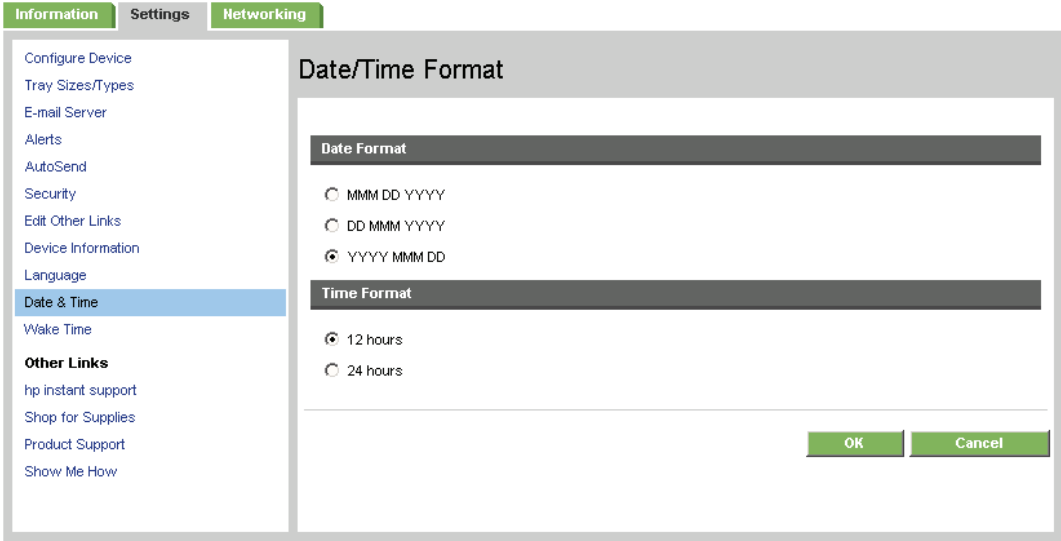 Information Settings Networking
Configure Device
Tray Sizes/Types
E-mail Server
Alerts
AutoSend
Security
Edit Other Links
Device Information
Language
Date & Time
Wake Time
Other Links
hp instant support
Shop for Supplies
Product Support
Show Me How
Date/Time Format
Date Format
MMM DD YYYY
DD MMM YYYY
YYYY MMM DD
Time Format
12 hours
24 hours
OK Cancel